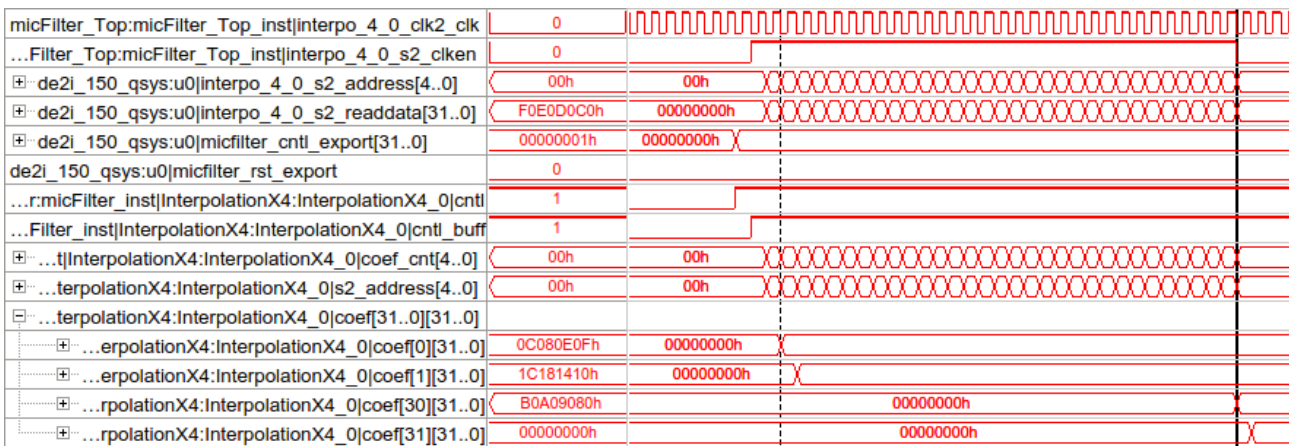 micFilter_Top:micFilter_Top_inst|interpo_4_0_clk2_clk 0
...Filter_Top:micFilter_Top_inst|interpo_4_0_s2_clken 0
de2i_150_qsys:u0|interpo_4_0_s2_address[4..0] 00h 00h
de2i_150_qsys:u0|interpo_4_0_s2_readdata[31..0] F0E0D0C0h 00000000h
de2i_150_qsys:u0|micfilter_cntl_export[31..0] 00000001h 00000000h
de2i_150_qsys:u0|micfilter_rst_export 0
...r:micFilter_inst|InterpolationX4:InterpolationX4_0|cntl 1
...Filter_inst|InterpolationX4:InterpolationX4_0|cntl_buff 1
...t|InterpolationX4:InterpolationX4_0|coef_cnt[4..0] 00h 00h
...terpolationX4:InterpolationX4_0|s2_address[4..0] 00h 00h
...terpolationX4:InterpolationX4_0|coef[31..0][31..0]
...erpolationX4:InterpolationX4_0|coef[0][31..0] 0C080E0Fh 00000000h
...erpolationX4:InterpolationX4_0|coef[1][31..0] 1C181410h 00000000h
...rpolationX4:InterpolationX4_0|coef[30][31..0] B0A09080h 00000000h
...rpolationX4:InterpolationX4_0|coef[31][31..0] 00000000h 00000000h